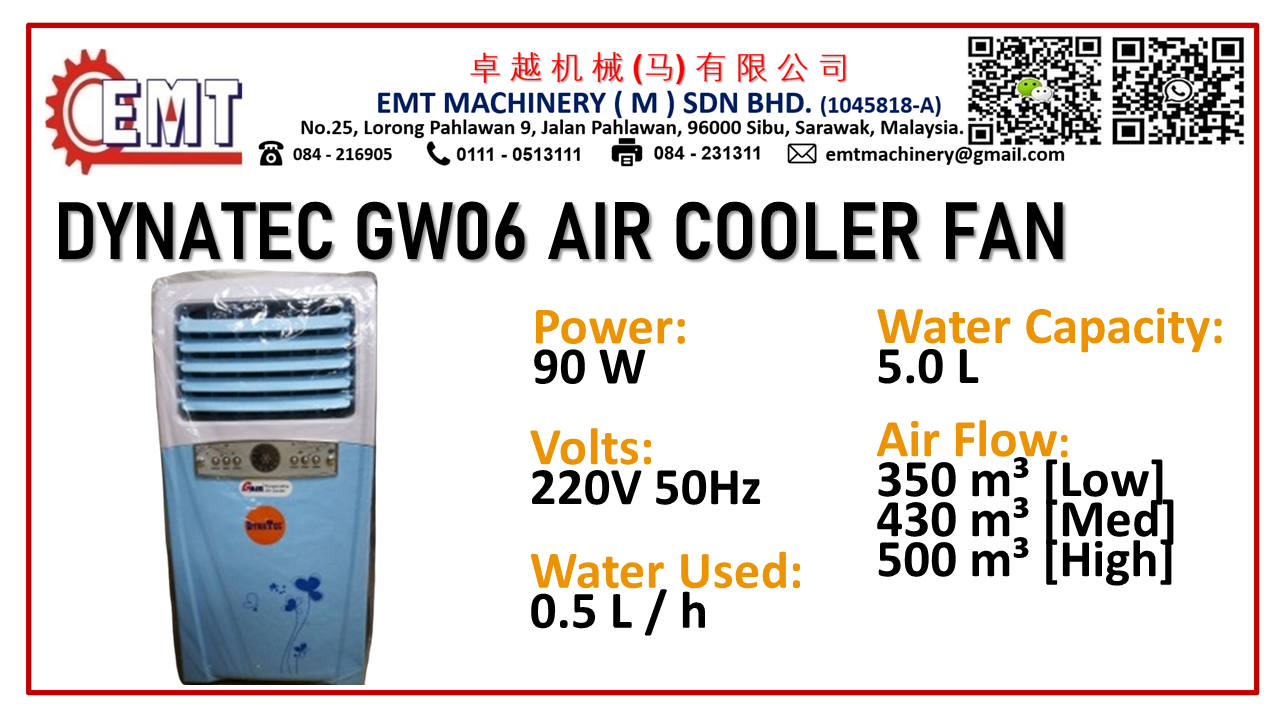 EMT
卓越机械(马)有限公司
EMT MACHINERY ( M ) SDN BHD. (1045818-A)
No.25, Lorong Pahlawan 9, Jalan Pahlawan, 96000 Sibu, Sarawak, Malaysia.
084 - 216905 0111 - 0513111 084 - 231311 emtmachinery@gmail.com
DYNATEC GW06 AIR COOLER FAN
Power:
90 W
Volts:
220V 50Hz
Water Used:
0.5 L / h
Water Capacity:
5.0 L
Air Flow:
350 m³ [Low]
430 m³ [Med]
500 m³ [High]
DYNATEC